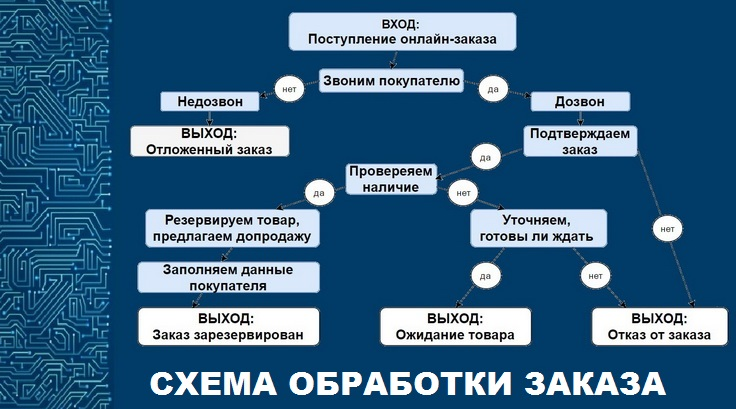 ВХОД:
Поступление онлайн-заказа
Звоним покупателю
нет
да
Недозвон
Дозвон
ВЫХОД:
Отложенный заказ
Подтверждаем
заказ
да
Провереяем
наличие
да
нет
нет
Резервируем товар,
предлагаем допродажу
Уточняем,
готовы ли ждать
Заполняем данные
покупателя
да
нет
ВЫХОД:
Заказ зарезервирован
ВЫХОД:
Ожидание товара
ВЫХОД:
Отказ от заказа
СХЕМА ОБРАБОТКИ ЗАКАЗА